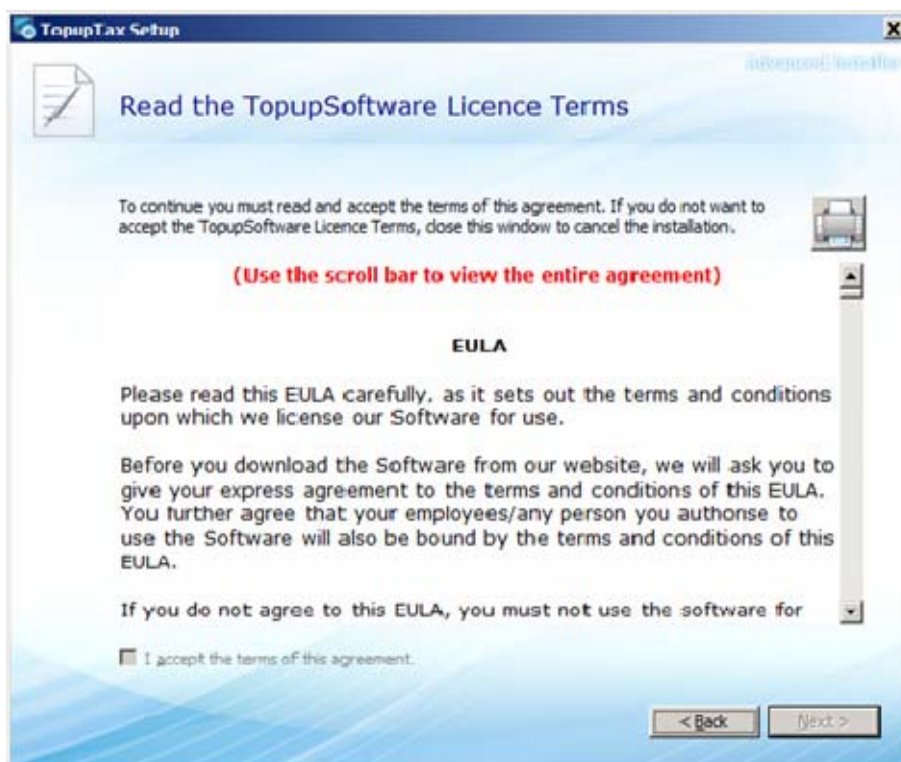 TopupTax Setup
Advanced Installer
Read the TopupSoftware Licence Terms
To continue you must read and accept the terms of this agreement. If you do not want to
accept the TopupSoftware Licence Terms, close this window to cancel the installation.
(Use the scroll bar to view the entire agreement)
EULA
Please read this EULA carefully, as it sets out the terms and conditions
upon which we license our Software for use.
Before you download the Software from our website, we will ask you to
give your express agreement to the terms and conditions of this EULA.
You further agree that your employees/any person you authorise to
use the Software will also be bound by the terms and conditions of this
EULA.
If you do not agree to this EULA, you must not use the software for
I accept the terms of this agreement.
< Back
Next >